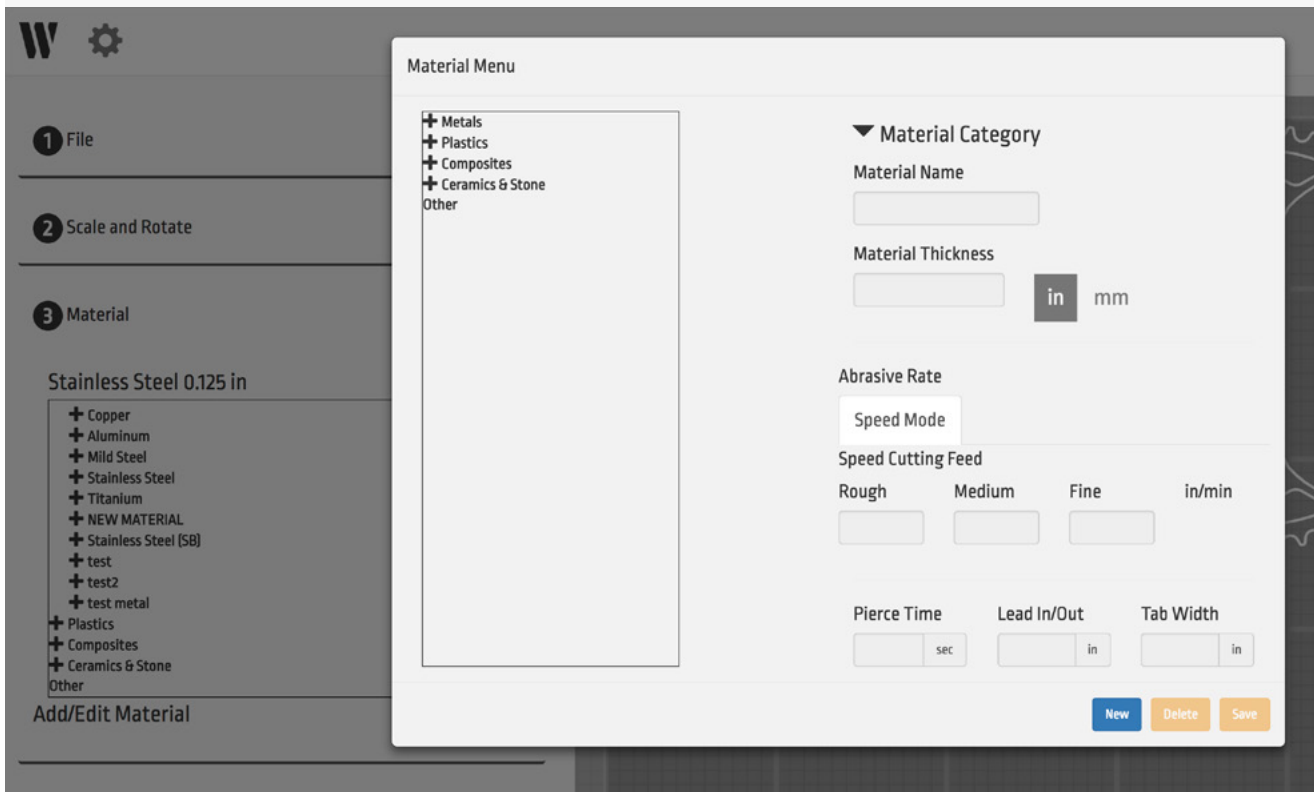 W
Material Menu
1 File
2 Scale and Rotate
3 Material
Stainless Steel 0.125 in
Copper
Aluminum
Mild Steel
Stainless Steel
Titanium
NEW MATERIAL
Stainless Steel (SB)
test
test2
test metal
Plastics
Composites
Ceramics & Stone
Other
Add/Edit Material
Metals
Plastics
Composites
Ceramics & Stone
Other
Material Category
Material Name
Material Thickness
in mm
Abrasive Rate
Speed Mode
Speed Cutting Feed
Rough Medium Fine in/min
Pierce Time Lead In/Out Tab Width
sec in in
New Delete Save